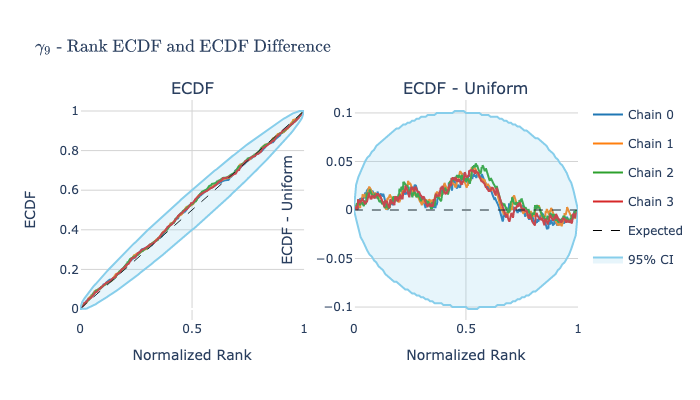 γ₉ - Rank ECDF and ECDF Difference
ECDF
ECDF
1
0.8
0.6
0.4
0.2
0
0
0.5
1
Normalized Rank
ECDF - Uniform
ECDF - Uniform
0.1
0.05
0
−0.05
−0.1
0
0.5
1
Normalized Rank
Chain 0
Chain 1
Chain 2
Chain 3
Expected
95% CI